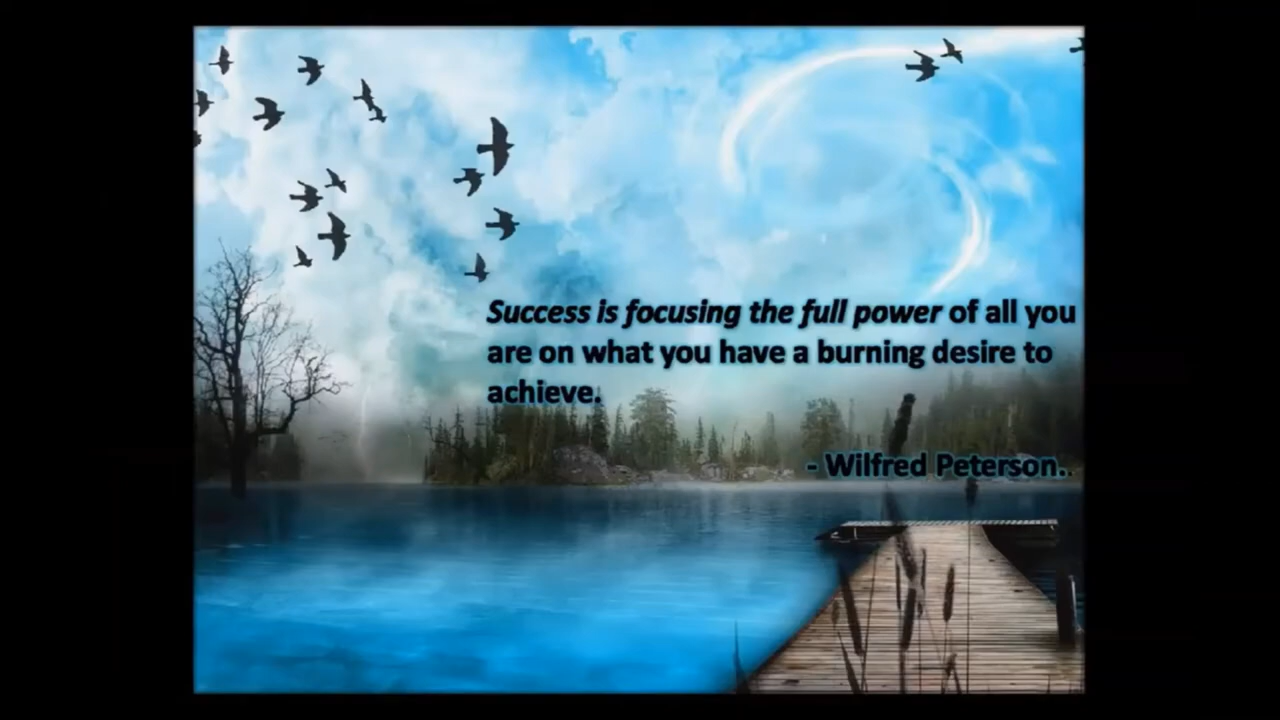 Success is focusing the full power of all you
are on what you have a burning desire to
achieve.
- Wilfred Peterson..